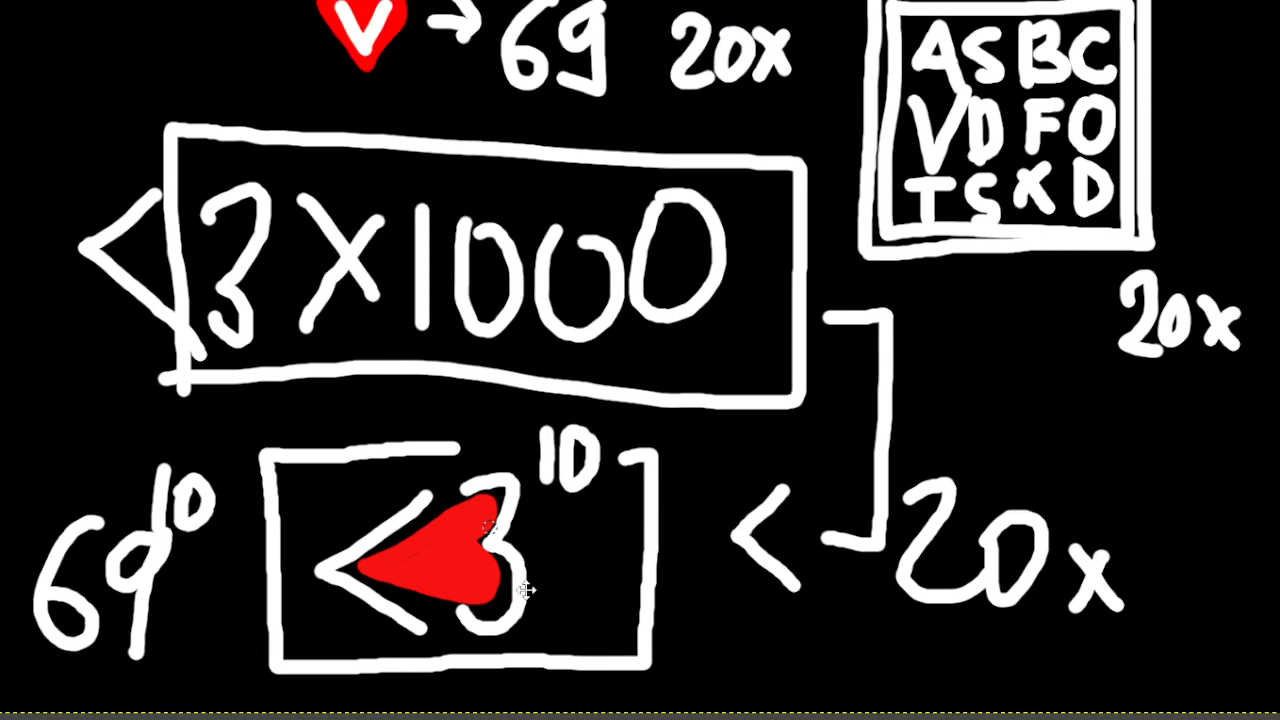 V → 69 20x
ASBC
VDFO
TSXD
<3X1000
20x
69¹⁰ <3¹⁰ < 20x